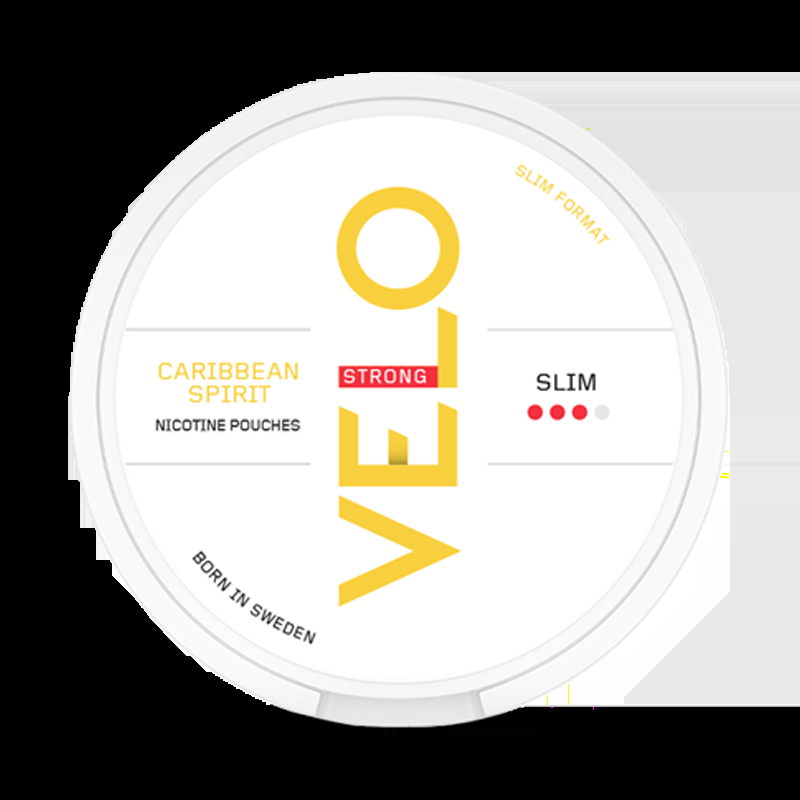 SLIM FORMAT
VELO
STRONG
CARIBBEAN
SPIRIT
NICOTINE POUCHES
SLIM
BORN IN SWEDEN